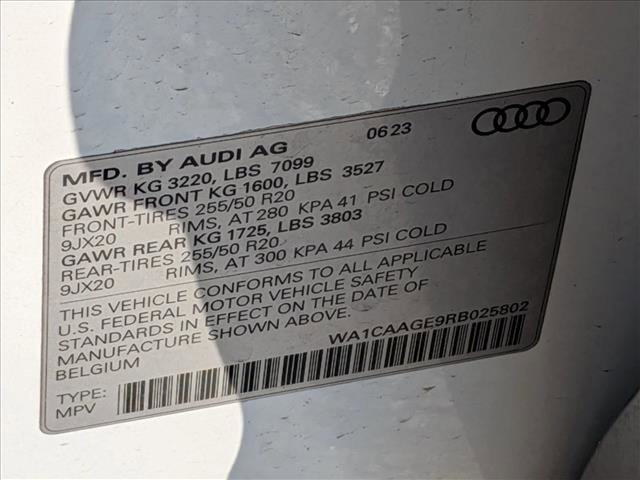 MFD. BY AUDI AG 0623
GVWR KG 3220, LBS 7099
GAWR FRONT KG 1600, LBS 3527
FRONT-TIRES 255/50 R20
9JX20 RIMS, AT 280 KPA 41 PSI COLD
GAWR REAR KG 1725, LBS 3803
REAR-TIRES 255/50 R20
9JX20 RIMS, AT 300 KPA 44 PSI COLD
THIS VEHICLE CONFORMS TO ALL APPLICABLE
U.S. FEDERAL MOTOR VEHICLE SAFETY
STANDARDS IN EFFECT ON THE DATE OF
MANUFACTURE SHOWN ABOVE.
BELGIUM WA1CAAGE9RB025802
TYPE:
MPV